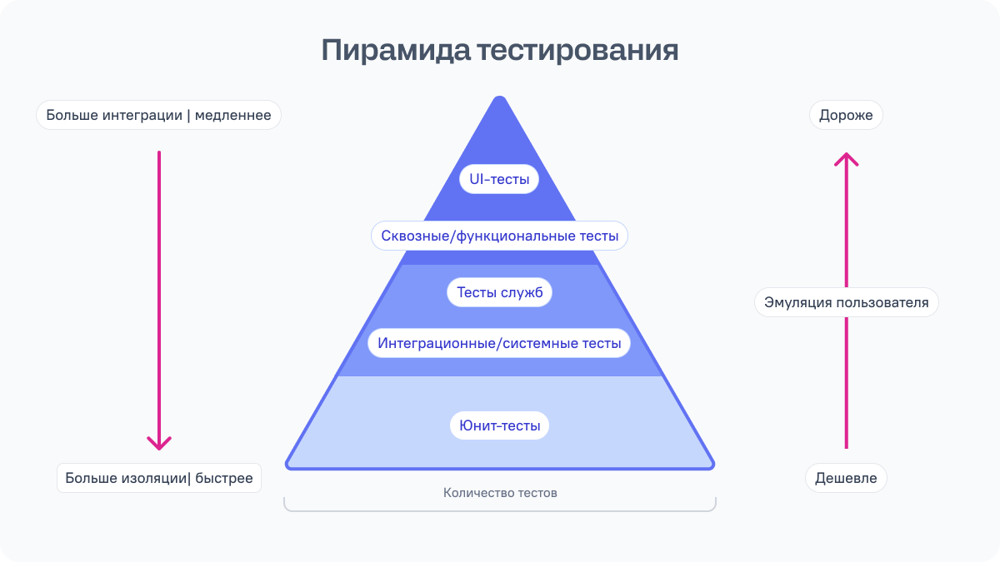 Пирамида тестирования
Больше интеграции | медленнее
Дороже
UI-тесты
Сквозные/функциональные тесты
Тесты служб
Эмуляция пользователя
Интеграционные/системные тесты
Юнит-тесты
Больше изоляции| быстрее
Дешевле
Количество тестов